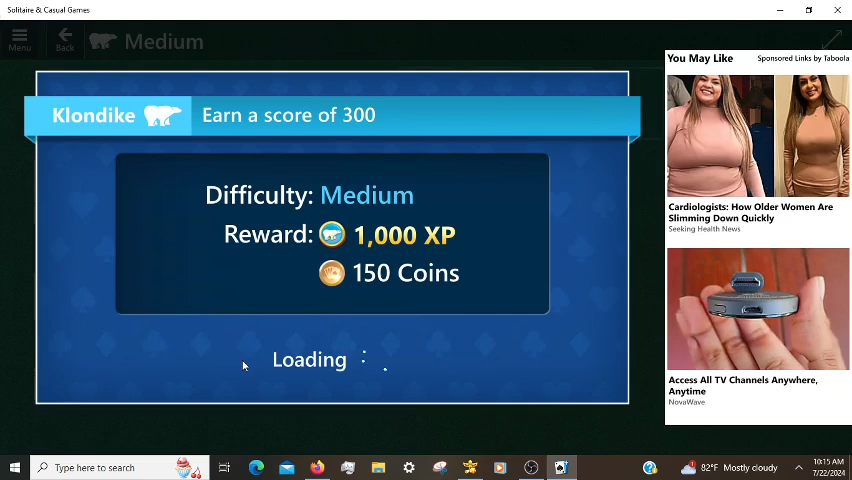 Solitaire & Casual Games
Menu
Back
Medium
Klondike
Earn a score of 300
Difficulty: Medium
Reward: 1,000 XP
150 Coins
Loading
You May Like
Sponsored Links by Taboola
Cardiologists: How Older Women Are
Slimming Down Quickly
Seeking Health News
Access All TV Channels Anywhere,
Anytime
NovaWave
Type here to search
82°F Mostly cloudy
10:15 AM
7/22/2024